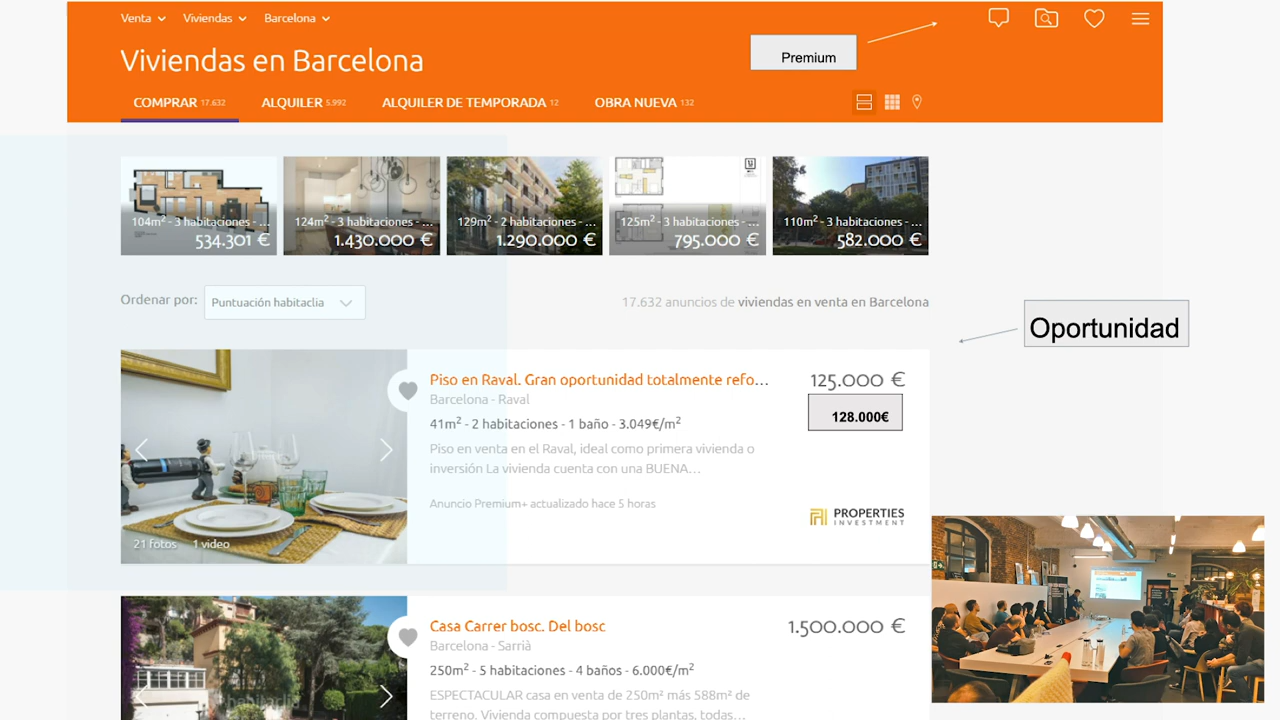 Venta Viviendas Barcelona
Premium
Viviendas en Barcelona
COMPRAR 17.632 ALQUILER 5.992 ALQUILER DE TEMPORADA 12 OBRA NUEVA 132
104m² - 3 habitaciones - ...
534.301 €
124m² - 3 habitaciones - ...
1.430.000 €
129m² - 2 habitaciones - ...
1.290.000 €
125m² - 3 habitaciones - ...
795.000 €
110m² - 3 habitaciones - ...
582.000 €
Ordenar por: Puntuación habitaclia
17.632 anuncios de viviendas en venta en Barcelona
Oportunidad
Piso en Raval. Gran oportunidad totalmente refo...
125.000 €
Barcelona - Raval
128.000€
41m² - 2 habitaciones - 1 baño - 3.049€/m²
Piso en venta en el Raval, ideal como primera vivienda o
inversión La vivienda cuenta con una BUENA...
Anuncio Premium+ actualizado hace 5 horas
PROPERTIES
INVESTMENT
21 fotos 1 video
Casa Carrer bosc. Del bosc
1.500.000 €
Barcelona - Sarrià
250m² - 5 habitaciones - 4 baños - 6.000€/m²
ESPECTACULAR casa en venta de 250m² más 588m² de
terreno. Vivienda compuesta por tres plantas, todas...